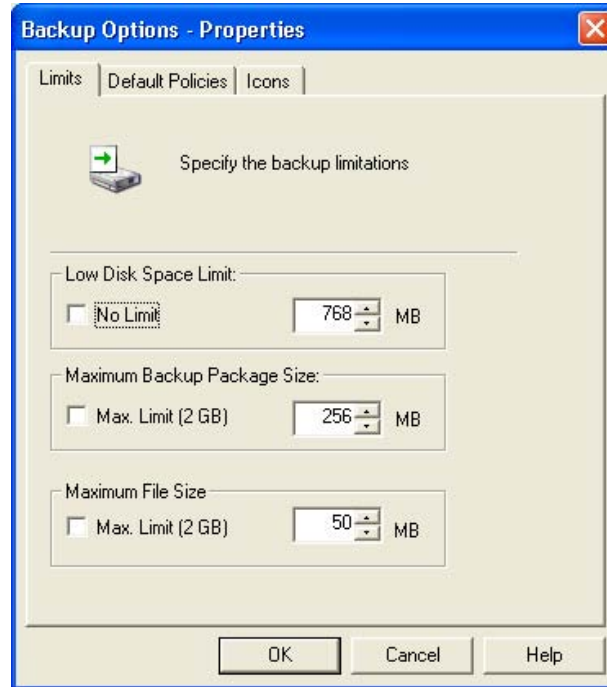 Backup Options - Properties
Limits Default Policies Icons
Specify the backup limitations
Low Disk Space Limit:
No Limit 768 MB
Maximum Backup Package Size:
Max. Limit (2 GB) 256 MB
Maximum File Size
Max. Limit (2 GB) 50 MB
OK Cancel Help